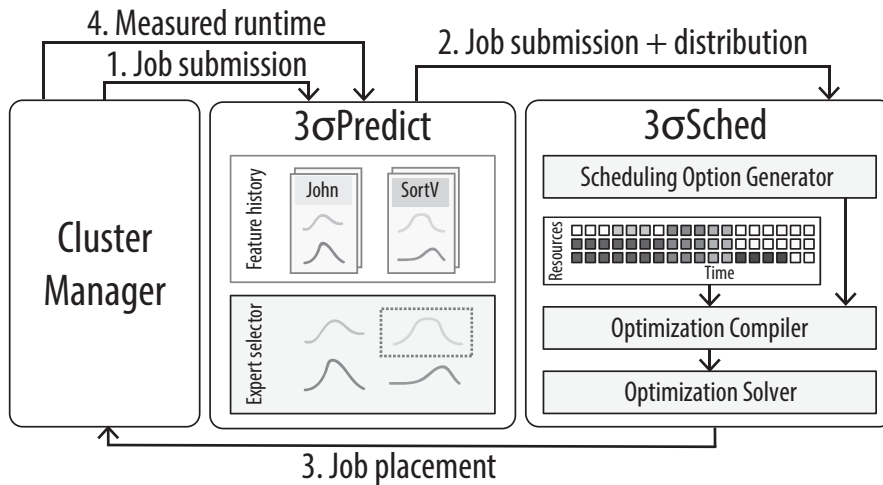 4. Measured runtime
1. Job submission
2. Job submission + distribution
Cluster
Manager
3σPredict
Feature history
John
SortV
Expert selector
3σSched
Scheduling Option Generator
Resources
Time
Optimization Compiler
Optimization Solver
3. Job placement